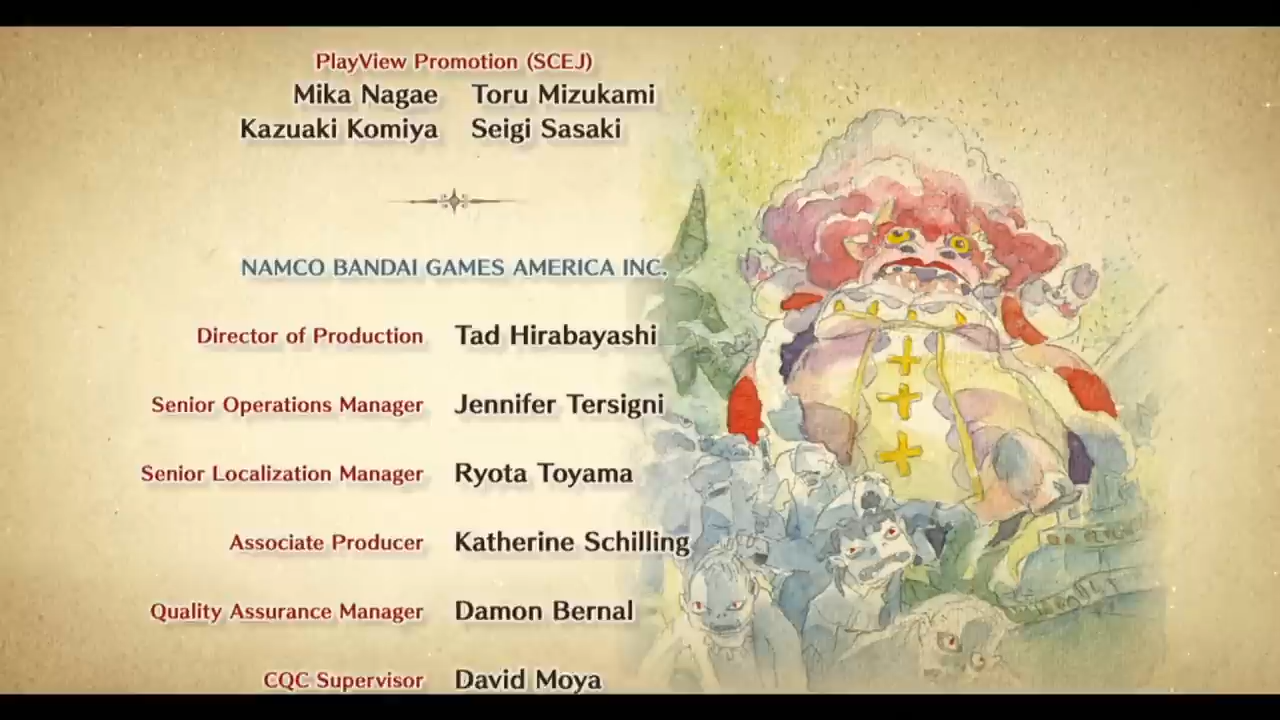 PlayView Promotion (SCEJ)
Mika Nagae Toru Mizukami
Kazuaki Komiya Seigi Sasaki
NAMCO BANDAI GAMES AMERICA INC.
Director of Production Tad Hirabayashi
Senior Operations Manager Jennifer Tersigni
Senior Localization Manager Ryota Toyama
Associate Producer Katherine Schilling
Quality Assurance Manager Damon Bernal
CQC Supervisor David Moya